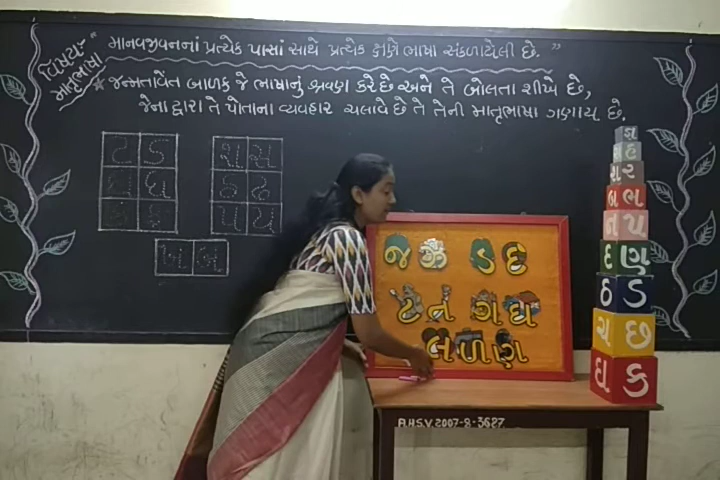 વિષય:-
માતૃભાષા
માનવજીવનનાં પ્રત્યેક પાસાં સાથે પ્રત્યેક ક્ષણે ભાષા સંકળાયેલી છે. ”
★ જન્મતાવેંત બાળક જે ભાષાનું શ્રવણ કરે છે અને તે બોલતા શીખે છે,
જેના દ્વારા તે પોતાના વ્યવહાર ચલાવે છે તે તેની માતૃભાષા ગણાય છે.
ટ ડ
ઘ ધ
શ સ
ઠ ઢ
પ ય
ખ બ
જ ઝ ડ દ
ટ ત ગ ઘ
લ ળ ણ
જ્ઞ
શ ર
બ ભ
ન પ
દ ણ
ઠ ડ
ચ છ
ઘ ક
A.H.S.V 2007-8-3627